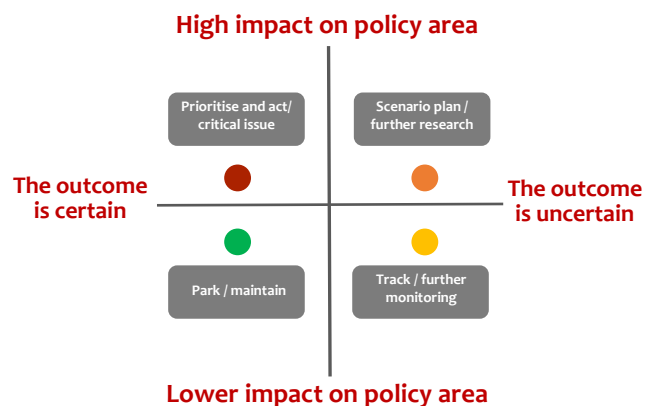 High impact on policy area
Prioritise and act/
critical issue
Scenario plan /
further research
The outcome
is certain
The outcome
is uncertain
Park / maintain
Track / further
monitoring
Lower impact on policy area